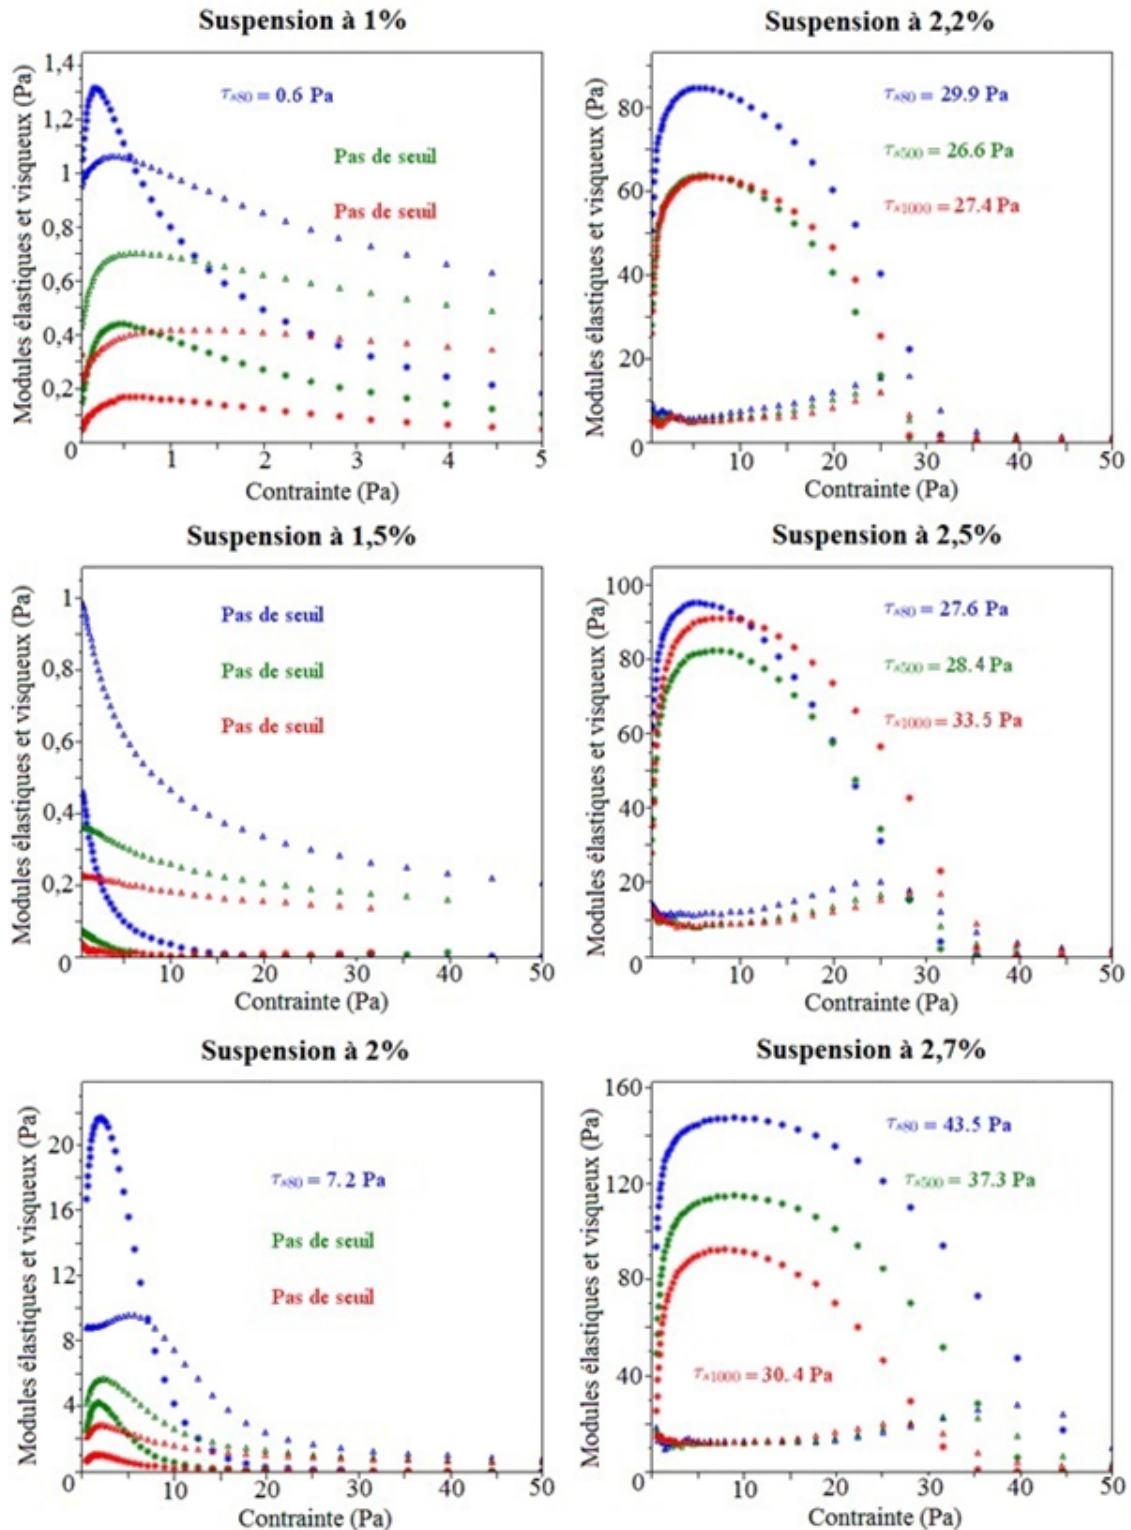 Suspension à 1%
Modules élastiques et visqueux (Pa)
1,4
1,2
1
0,8
0,6
0,4
0,2
0
1
2
3
4
5
Contrainte (Pa)
τs80 = 0.6 Pa
Pas de seuil
Pas de seuil
Suspension à 2,2%
Modules élastiques et visqueux (Pa)
80
60
40
20
0
10
20
30
40
50
Contrainte (Pa)
τs80 = 29.9 Pa
τs500 = 26.6 Pa
τs1000 = 27.4 Pa
Suspension à 1,5%
Modules élastiques et visqueux (Pa)
1
0,8
0,6
0,4
0,2
0
10
20
30
40
50
Contrainte (Pa)
Pas de seuil
Pas de seuil
Pas de seuil
Suspension à 2,5%
Modules élastiques et visqueux (Pa)
100
80
60
40
20
0
10
20
30
40
50
Contrainte (Pa)
τs80 = 27.6 Pa
τs500 = 28.4 Pa
τs1000 = 33.5 Pa
Suspension à 2%
Modules élastiques et visqueux (Pa)
20
16
12
8
4
0
10
20
30
40
50
Contrainte (Pa)
τs80 = 7.2 Pa
Pas de seuil
Pas de seuil
Suspension à 2,7%
Modules élastiques et visqueux (Pa)
160
120
80
40
0
10
20
30
40
50
Contrainte (Pa)
τs80 = 43.5 Pa
τs500 = 37.3 Pa
τs1000 = 30.4 Pa